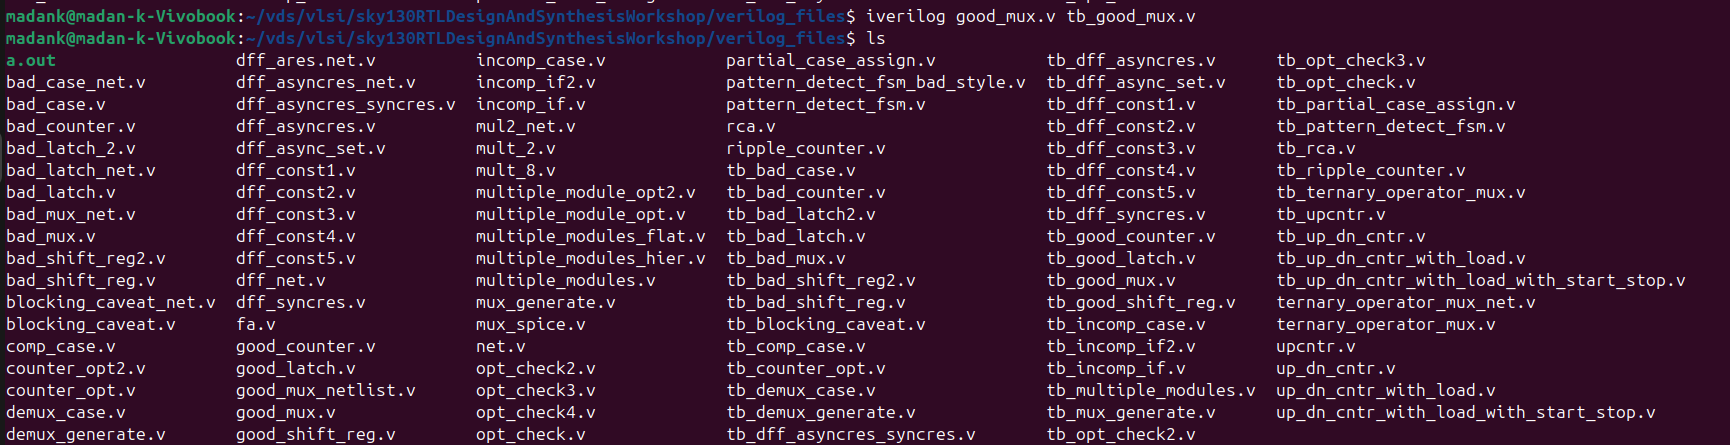 madank@madan-k-Vivobook:~/vds/vlsi/sky130RTLDesignAndSynthesisWorkshop/verilog_files$ iverilog good_mux.v tb_good_mux.v
madank@madan-k-Vivobook:~/vds/vlsi/sky130RTLDesignAndSynthesisWorkshop/verilog_files$ ls
a.out dff_ares.net.v incomp_case.v partial_case_assign.v tb_dff_asyncres.v tb_opt_check3.v
bad_case_net.v dff_asyncres_net.v incomp_if2.v pattern_detect_fsm_bad_style.v tb_dff_async_set.v tb_opt_check.v
bad_case.v dff_asyncres_syncres.v incomp_if.v pattern_detect_fsm.v tb_dff_const1.v tb_partial_case_assign.v
bad_counter.v dff_asyncres.v mul2_net.v rca.v tb_dff_const2.v tb_pattern_detect_fsm.v
bad_latch_2.v dff_async_set.v mult_2.v ripple_counter.v tb_dff_const3.v tb_rca.v
bad_latch_net.v dff_const1.v mult_8.v tb_bad_case.v tb_dff_const4.v tb_ripple_counter.v
bad_latch.v dff_const2.v multiple_module_opt2.v tb_bad_counter.v tb_dff_const5.v tb_ternary_operator_mux.v
bad_mux_net.v dff_const3.v multiple_module_opt.v tb_bad_latch2.v tb_dff_syncres.v tb_upcntr.v
bad_mux.v dff_const4.v multiple_modules_flat.v tb_bad_latch.v tb_good_counter.v tb_up_dn_cntr.v
bad_shift_reg2.v dff_const5.v multiple_modules_hier.v tb_bad_mux.v tb_good_latch.v tb_up_dn_cntr_with_load.v
bad_shift_reg.v dff_net.v multiple_modules.v tb_bad_shift_reg2.v tb_good_mux.v tb_up_dn_cntr_with_load_with_start_stop.v
blocking_caveat_net.v dff_syncres.v mux_generate.v tb_bad_shift_reg.v tb_good_shift_reg.v ternary_operator_mux_net.v
blocking_caveat.v fa.v mux_spice.v tb_blocking_caveat.v tb_incomp_case.v ternary_operator_mux.v
comp_case.v good_counter.v net.v tb_comp_case.v tb_incomp_if2.v upcntr.v
counter_opt2.v good_latch.v opt_check2.v tb_counter_opt.v tb_incomp_if.v up_dn_cntr.v
counter_opt.v good_mux_netlist.v opt_check3.v tb_demux_case.v tb_multiple_modules.v up_dn_cntr_with_load.v
demux_case.v good_mux.v opt_check4.v tb_demux_generate.v tb_mux_generate.v up_dn_cntr_with_load_with_start_stop.v
demux_generate.v good_shift_reg.v opt_check.v tb_dff_asyncres_syncres.v tb_opt_check2.v